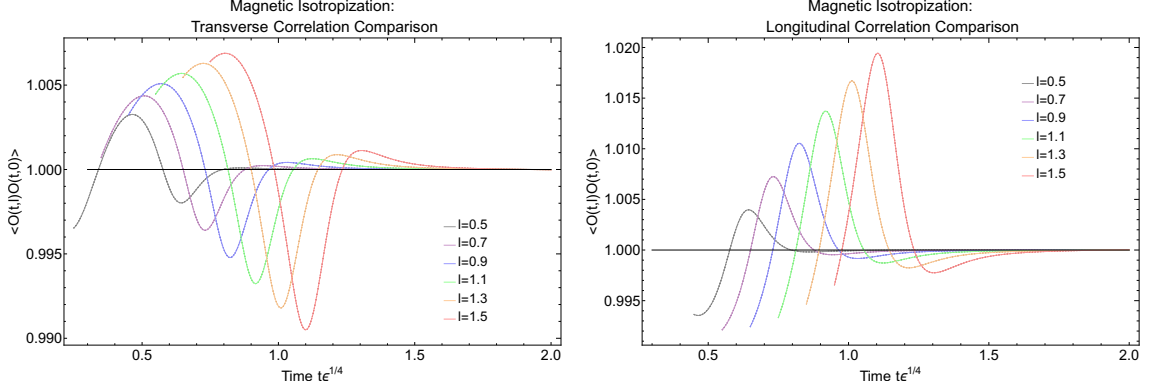 Magnetic Isotropization:
Transverse Correlation Comparison
<O(t,l)O(t,0)>
1.005
1.000
0.995
0.990
l=0.5
l=0.7
l=0.9
l=1.1
l=1.3
l=1.5
0.5
1.0
1.5
2.0
Time tϵ^{1/4}
Magnetic Isotropization:
Longitudinal Correlation Comparison
<O(t,l)O(t,0)>
1.020
1.015
1.010
1.005
1.000
0.995
l=0.5
l=0.7
l=0.9
l=1.1
l=1.3
l=1.5
0.5
1.0
1.5
2.0
Time tϵ^{1/4}